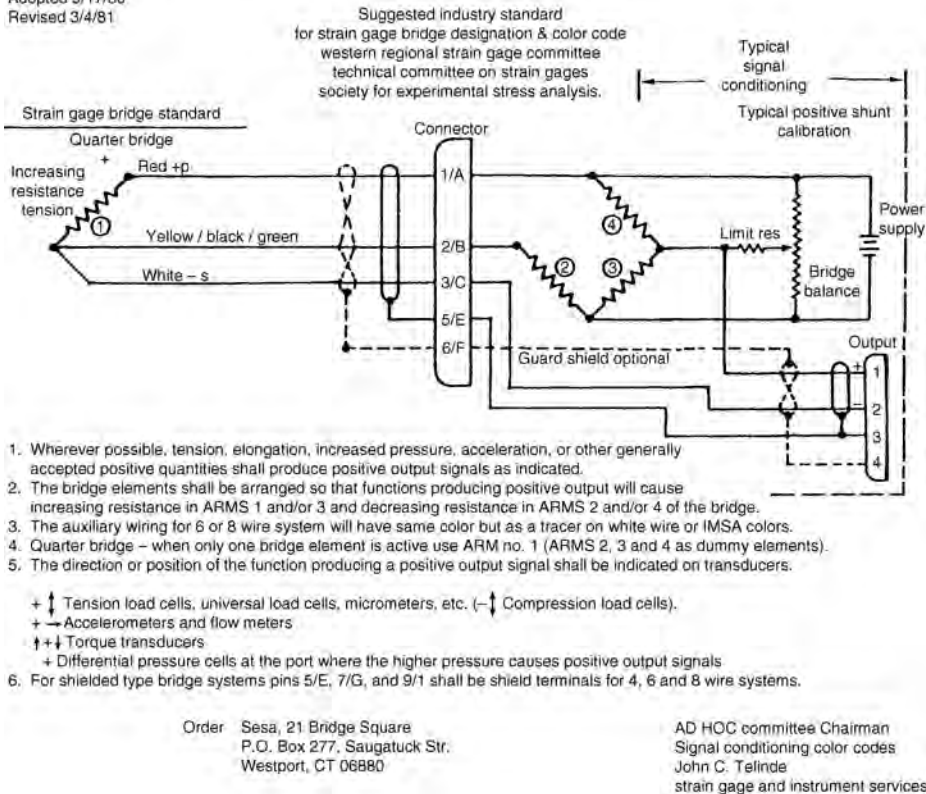 Revised 3/4/81
Suggested industry standard
for strain gage bridge designation & color code
western regional strain gage committee
technical committee on strain gages
society for experimental stress analysis.
Typical
signal
conditioning
Typical positive shunt
calibration
Strain gage bridge standard
Quarter bridge
Connector
+
Red +p
Increasing
resistance
tension
1
Yellow / black / green
White – s
1/A
2/B
3/C
5/E
6/F
4
2
3
Limit res
Bridge
balance
Power
supply
Guard shield optional
Output
+
–
1
2
3
4
1. Wherever possible, tension, elongation, increased pressure, acceleration, or other generally
accepted positive quantities shall produce positive output signals as indicated.
2. The bridge elements shall be arranged so that functions producing positive output will cause
increasing resistance in ARMS 1 and/or 3 and decreasing resistance in ARMS 2 and/or 4 of the bridge.
3. The auxiliary wiring for 6 or 8 wire system will have same color but as a tracer on white wire or IMSA colors.
4. Quarter bridge – when only one bridge element is active use ARM no. 1 (ARMS 2, 3 and 4 as dummy elements).
5. The direction or position of the function producing a positive output signal shall be indicated on transducers.
+ ↕ Tension load cells, universal load cells, micrometers, etc. (–↕ Compression load cells).
+ → Accelerometers and flow meters
↑+↓ Torque transducers
+ Differential pressure cells at the port where the higher pressure causes positive output signals
6. For shielded type bridge systems pins 5/E, 7/G, and 9/1 shall be shield terminals for 4, 6 and 8 wire systems.
Order Sesa, 21 Bridge Square
P.O. Box 277, Saugatuck Str.
Westport, CT 06880
AD HOC committee Chairman
Signal conditioning color codes
John C. Telinde
strain gage and instrument services